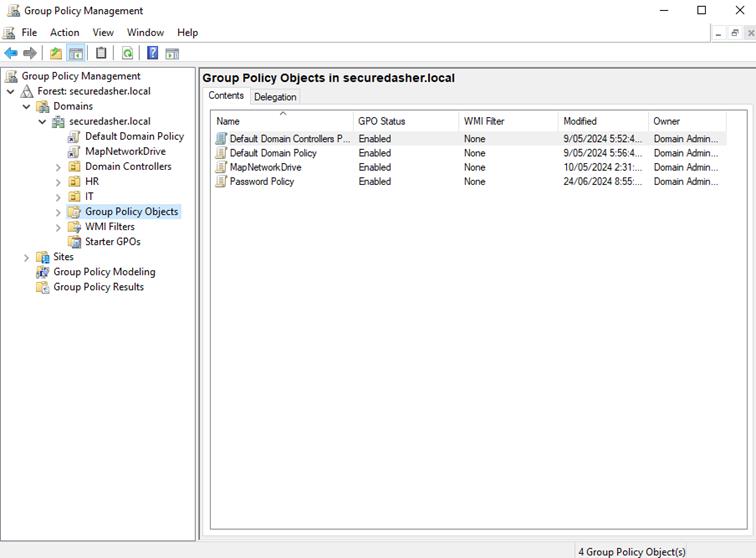 Group Policy Management
File Action View Window Help
Group Policy Management
Forest: securedasher.local
Domains
securedasher.local
Default Domain Policy
MapNetworkDrive
Domain Controllers
HR
IT
Group Policy Objects
WMI Filters
Starter GPOs
Sites
Group Policy Modeling
Group Policy Results
Group Policy Objects in securedasher.local
Contents Delegation
Name GPO Status WMI Filter Modified Owner
Default Domain Controllers P... Enabled None 9/05/2024 5:52:4... Domain Admin...
Default Domain Policy Enabled None 9/05/2024 5:56:4... Domain Admin...
MapNetworkDrive Enabled None 10/05/2024 2:31:... Domain Admin...
Password Policy Enabled None 24/06/2024 8:55:... Domain Admin...
4 Group Policy Object(s)